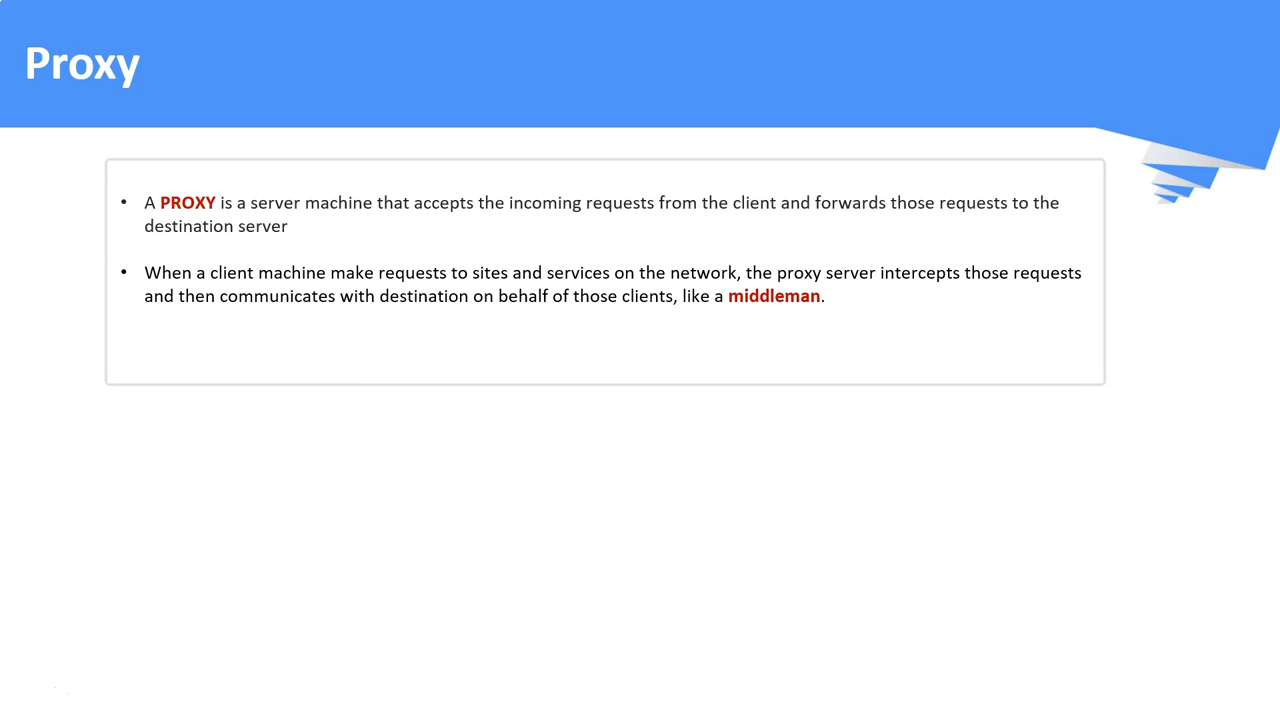 Proxy
• A PROXY is a server machine that accepts the incoming requests from the client and forwards those requests to the
destination server
• When a client machine make requests to sites and services on the network, the proxy server intercepts those requests
and then communicates with destination on behalf of those clients, like a middleman.